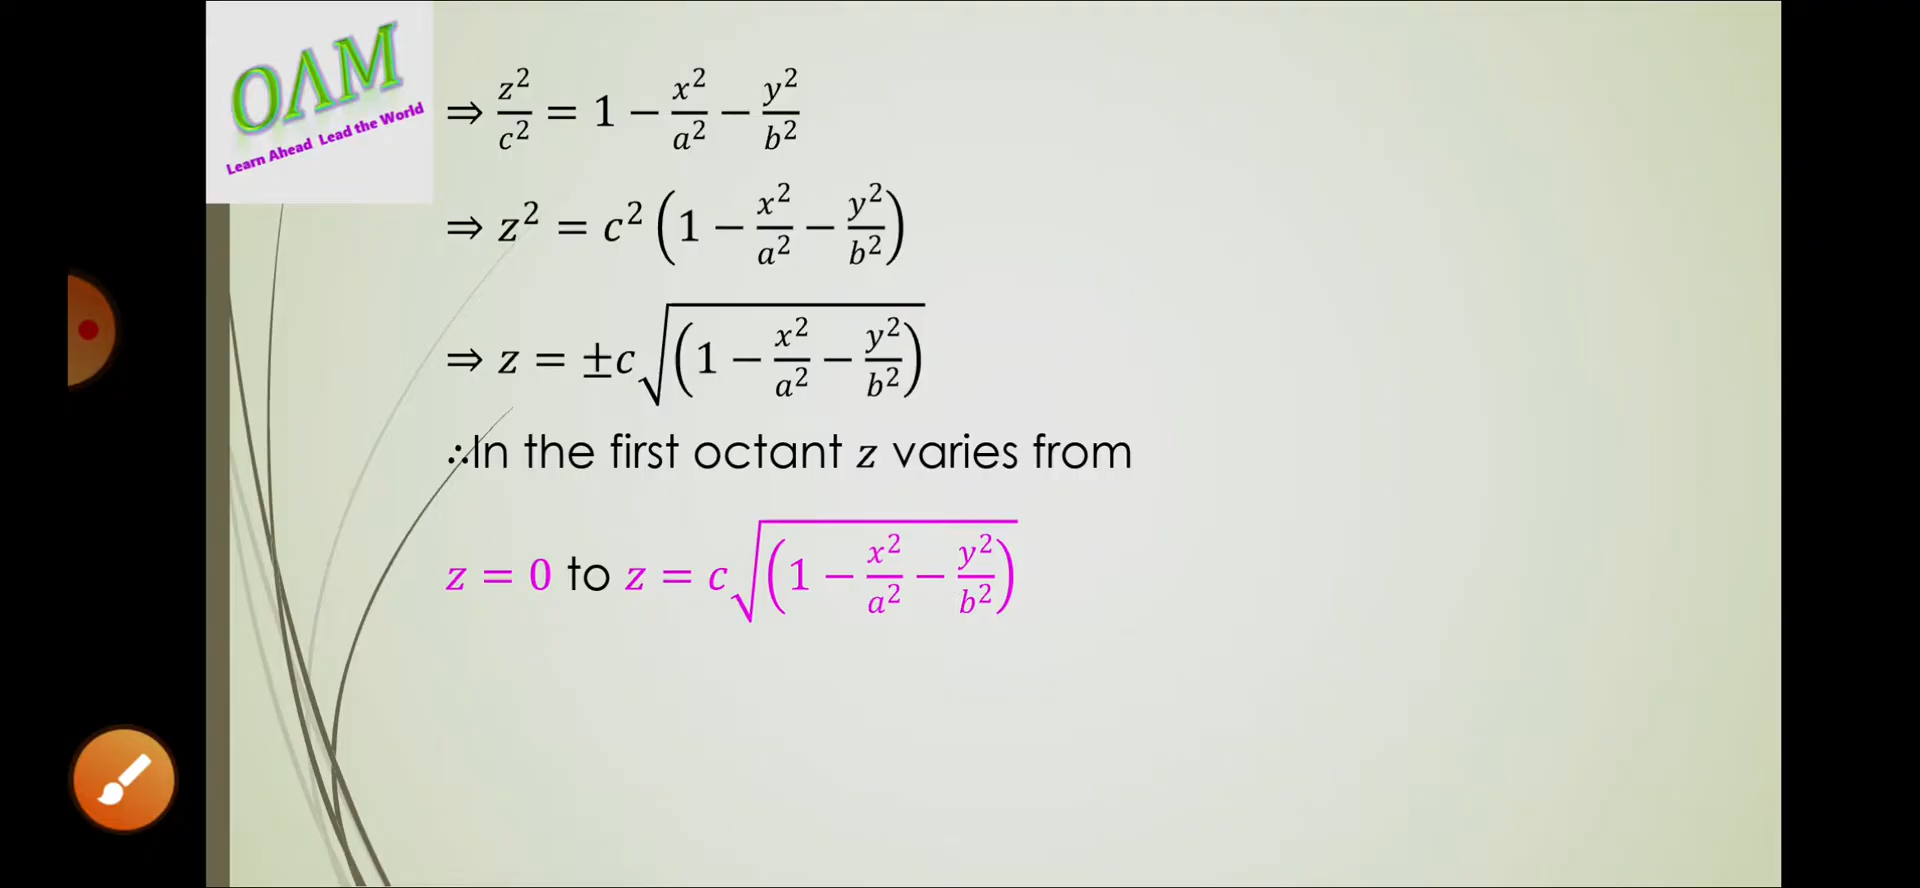 OΛM
Learn Ahead Lead the World
⇒ z²/c² = 1 − x²/a² − y²/b²
⇒ z² = c² (1 − x²/a² − y²/b²)
⇒ z = ±c√(1 − x²/a² − y²/b²)
∴In the first octant z varies from
z = 0 to z = c√(1 − x²/a² − y²/b²)